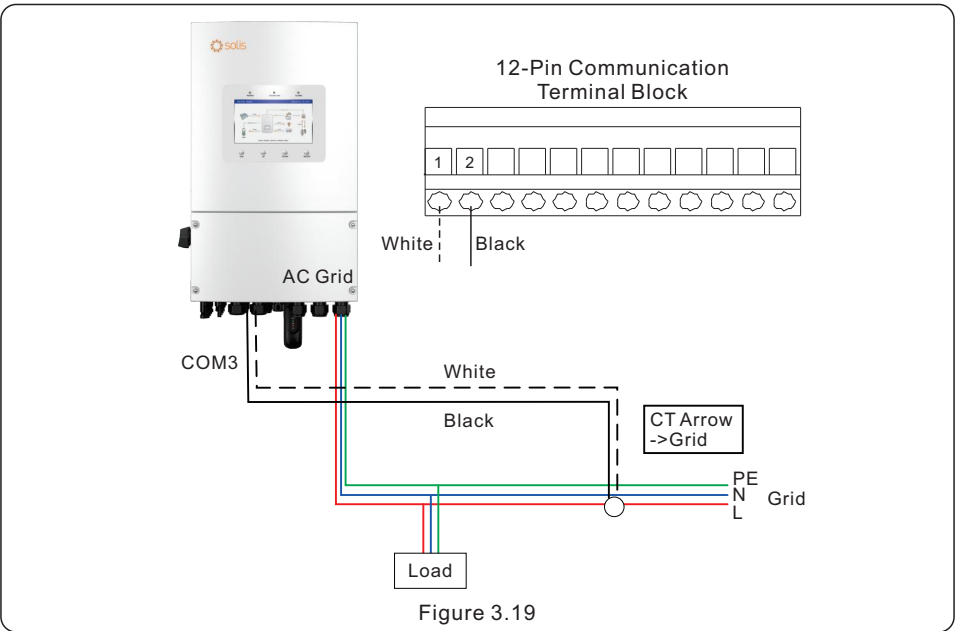 solis
12-Pin Communication
Terminal Block
1 2
White
Black
AC Grid
COM3
White
Black
CT Arrow
->Grid
PE
N
Grid
L
Load
Figure 3.19